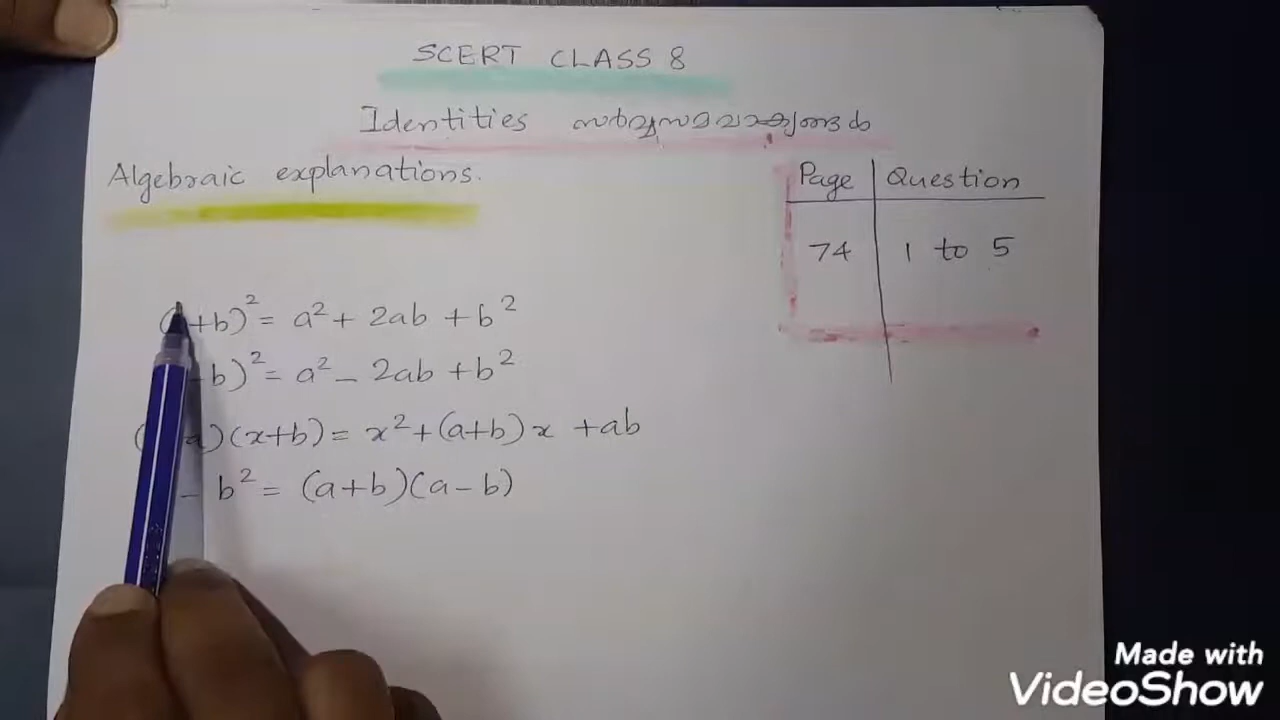 SCERT CLASS 8
Identities സർവ്വസമവാക്യങ്ങൾ
Algebraic explanations.
Page Question
74 1 to 5
+b)² = a² + 2ab + b²
b)² = a² - 2ab + b²
a)(x+b) = x² + (a+b)x + ab
- b² = (a+b)(a-b)
Made with
VideoShow